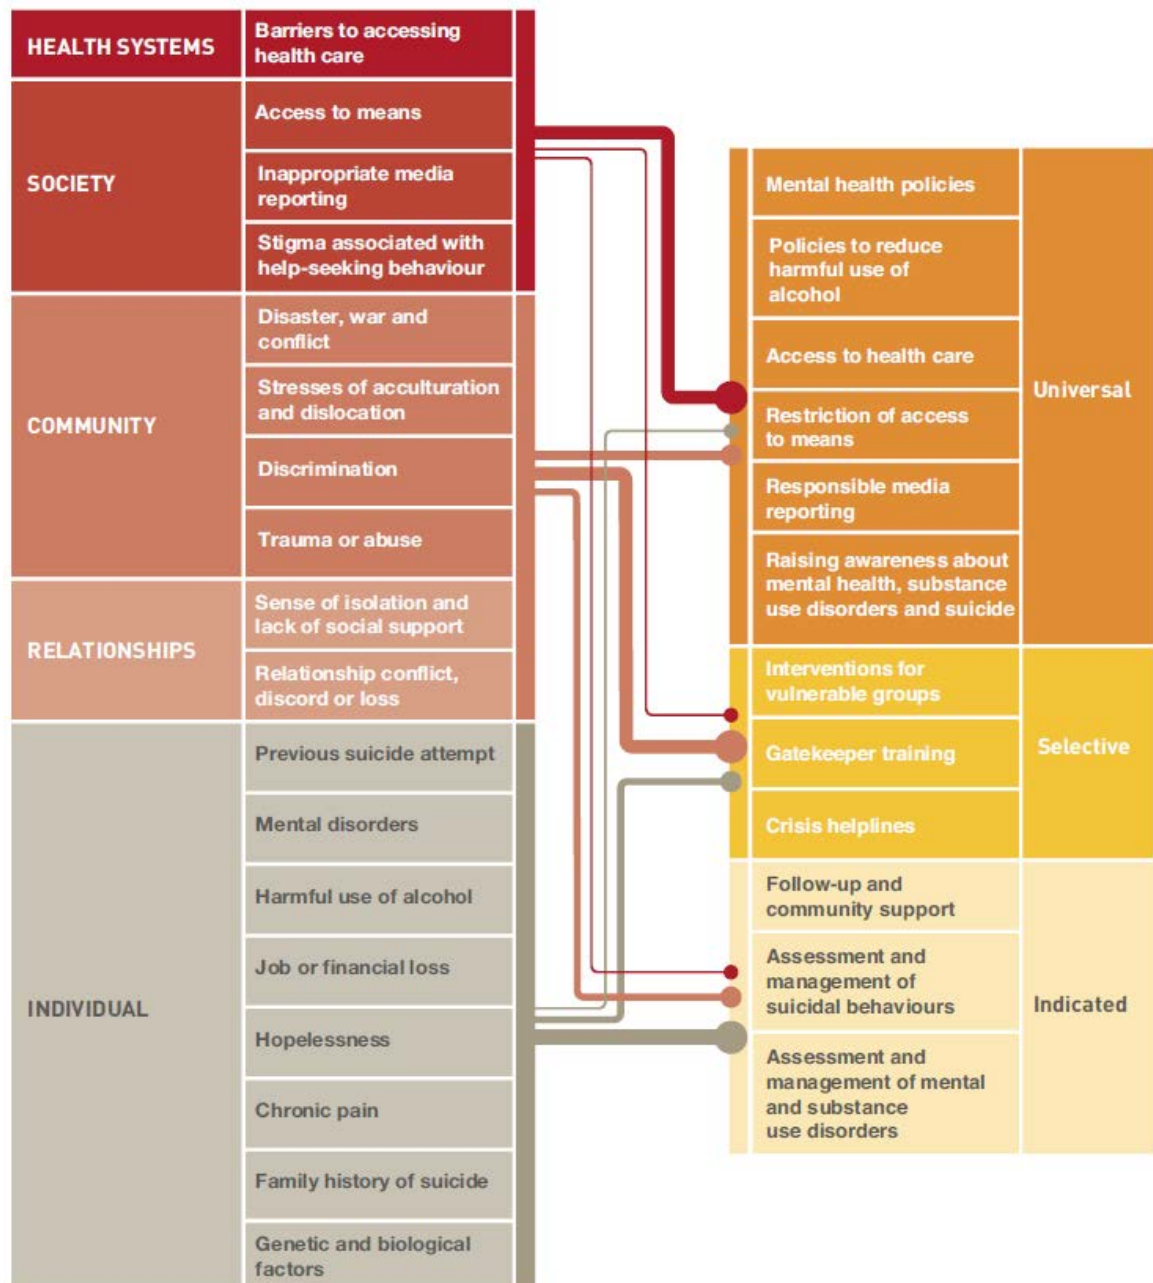 HEALTH SYSTEMS
Barriers to accessing
health care
SOCIETY
Access to means
Inappropriate media
reporting
Stigma associated with
help-seeking behaviour
COMMUNITY
Disaster, war and
conflict
Stresses of acculturation
and dislocation
Discrimination
Trauma or abuse
RELATIONSHIPS
Sense of isolation and
lack of social support
Relationship conflict,
discord or loss
INDIVIDUAL
Previous suicide attempt
Mental disorders
Harmful use of alcohol
Job or financial loss
Hopelessness
Chronic pain
Family history of suicide
Genetic and biological
factors
Mental health policies
Policies to reduce
harmful use of
alcohol
Access to health care
Restriction of access
to means
Responsible media
reporting
Raising awareness about
mental health, substance
use disorders and suicide
Universal
Interventions for
vulnerable groups
Gatekeeper training
Crisis helplines
Selective
Follow-up and
community support
Assessment and
management of
suicidal behaviours
Assessment and
management of mental
and substance
use disorders
Indicated